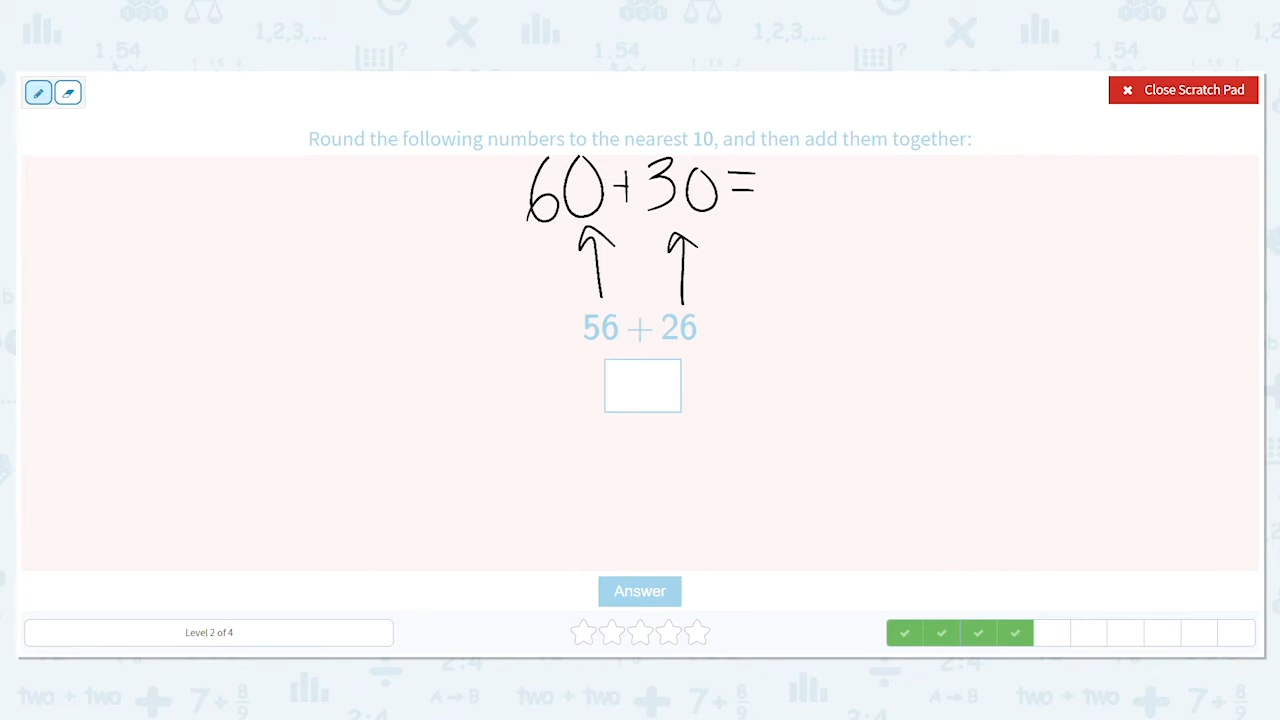 Close Scratch Pad
Round the following numbers to the nearest 10, and then add them together:
60+30=
56 + 26
Answer
Level 2 of 4